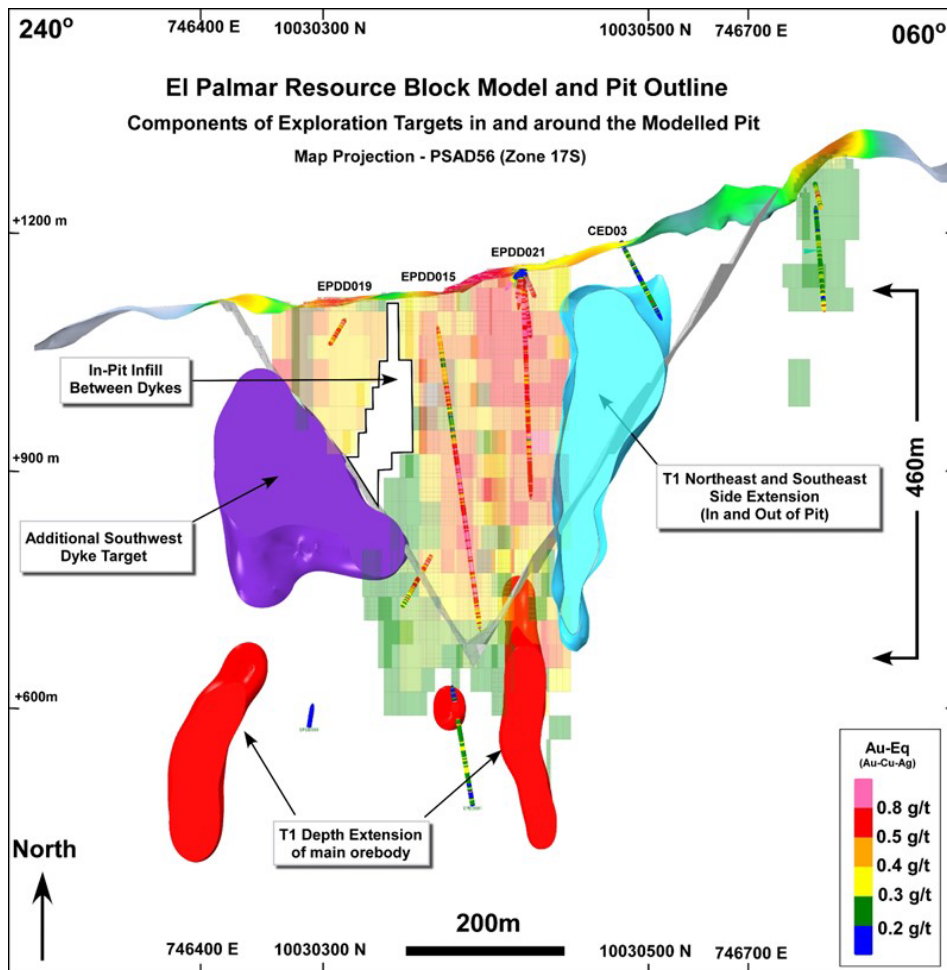 240°
746400 E
10030300 N
10030500 N
746700 E
060°
El Palmar Resource Block Model and Pit Outline
Components of Exploration Targets in and around the Modelled Pit
Map Projection - PSAD56 (Zone 17S)
+1200 m
CED03
EPDD021
EPDD015
EPDD019
In-Pit Infill
Between Dykes
460m
+900 m
T1 Northeast and Southeast
Side Extension
(In and Out of Pit)
Additional Southwest
Dyke Target
+600m
T1 Depth Extension
of main orebody
Au-Eq
(Au-Cu-Ag)
0.8 g/t
0.5 g/t
0.4 g/t
0.3 g/t
0.2 g/t
North
200m
746400 E
10030300 N
10030500 N
746700 E